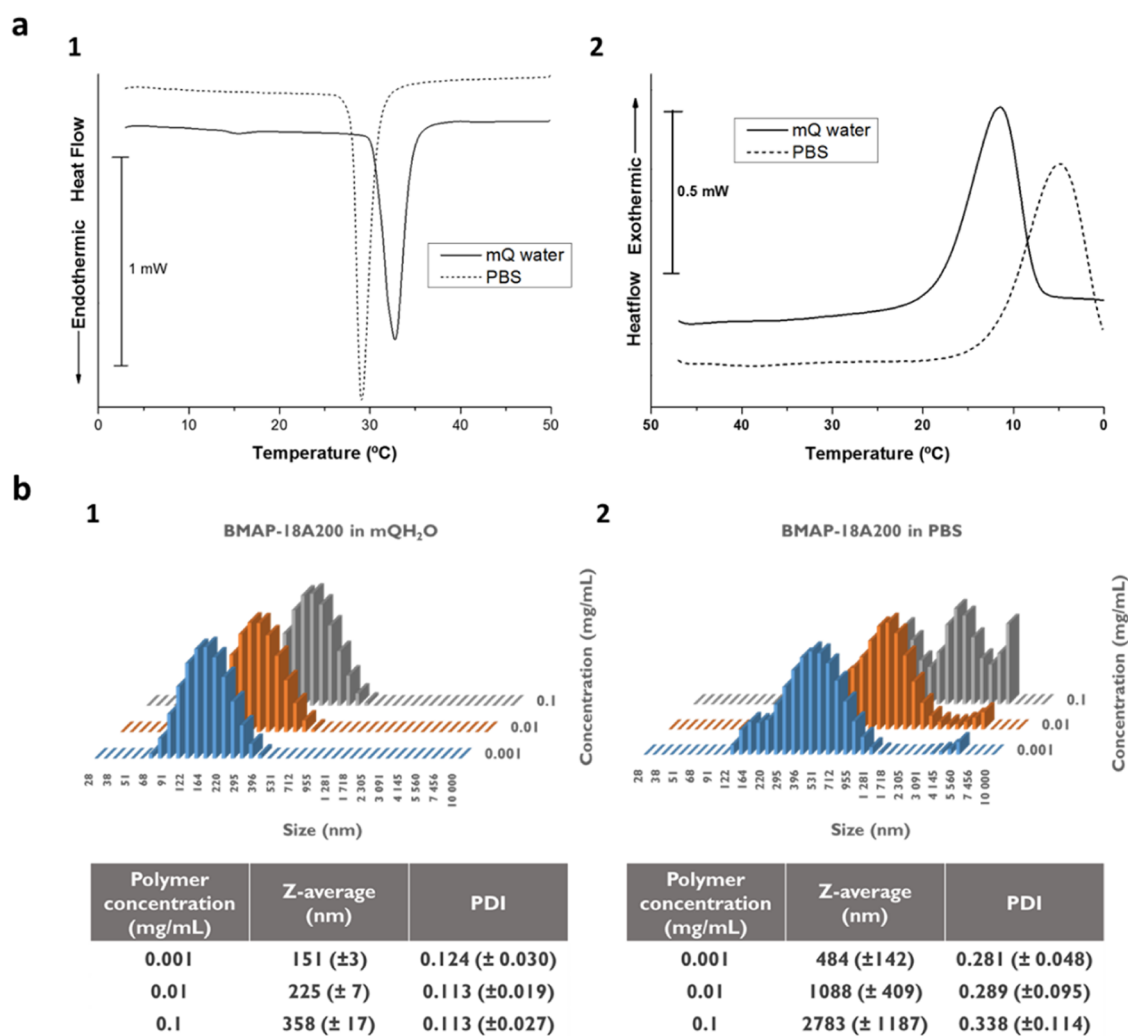 a
1
2
Endothermic Heat Flow
1 mW
mQ water
PBS
0 10 20 30 40 50
Temperature (ºC)
Heatflow Exothermic
0.5 mW
mQ water
PBS
50 40 30 20 10 0
Temperature (ºC)
b
1
2
BMAP-18A200 in mQH₂O
0.1
0.01
0.001
Concentration (mg/mL)
28 38 51 68 91 122 164 220 295 396 531 712 955 1 281 1 718 2 305 3 091 4 145 5 560 7 456 10 000
Size (nm)
BMAP-18A200 in PBS
0.1
0.01
0.001
Concentration (mg/mL)
28 38 51 68 91 122 164 220 295 396 531 712 955 1 281 1 718 2 305 3 091 4 145 5 560 7 456 10 000
Size (nm)
Polymer
concentration
(mg/mL)
Z-average
(nm)
PDI
0.001 151 (±3) 0.124 (± 0.030)
0.01 225 (± 7) 0.113 (±0.019)
0.1 358 (± 17) 0.113 (±0.027)
Polymer
concentration
(mg/mL)
Z-average
(nm)
PDI
0.001 484 (±142) 0.281 (± 0.048)
0.01 1088 (± 409) 0.289 (±0.095)
0.1 2783 (± 1187) 0.338 (±0.114)